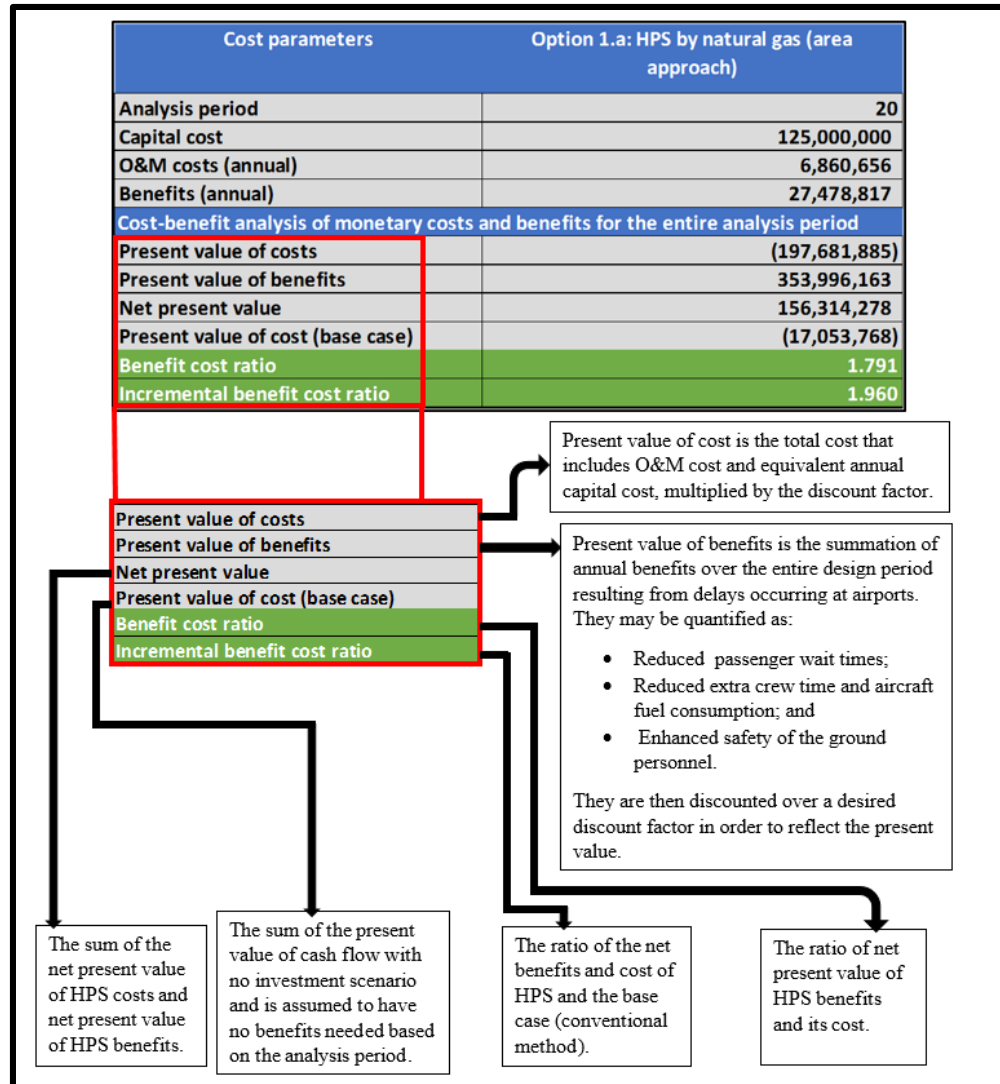 Cost parameters Option 1.a: HPS by natural gas (area
approach)
Analysis period 20
Capital cost 125,000,000
O&M costs (annual) 6,860,656
Benefits (annual) 27,478,817
Cost-benefit analysis of monetary costs and benefits for the entire analysis period
Present value of costs (197,681,885)
Present value of benefits 353,996,163
Net present value 156,314,278
Present value of cost (base case) (17,053,768)
Benefit cost ratio 1.791
Incremental benefit cost ratio 1.960
Present value of cost is the total cost that
includes O&M cost and equivalent annual
capital cost, multiplied by the discount factor.
Present value of costs
Present value of benefits
Net present value
Present value of cost (base case)
Benefit cost ratio
Incremental benefit cost ratio
Present value of benefits is the summation of
annual benefits over the entire design period
resulting from delays occurring at airports.
They may be quantified as:
• Reduced passenger wait times;
• Reduced extra crew time and aircraft
fuel consumption; and
• Enhanced safety of the ground
personnel.
They are then discounted over a desired
discount factor in order to reflect the present
value.
The sum of the
net present value
of HPS costs and
net present value
of HPS benefits.
The sum of the present
value of cash flow with
no investment scenario
and is assumed to have
no benefits needed based
on the analysis period.
The ratio of the net
benefits and cost of
HPS and the base
case (conventional
method).
The ratio of net
present value of
HPS benefits
and its cost.